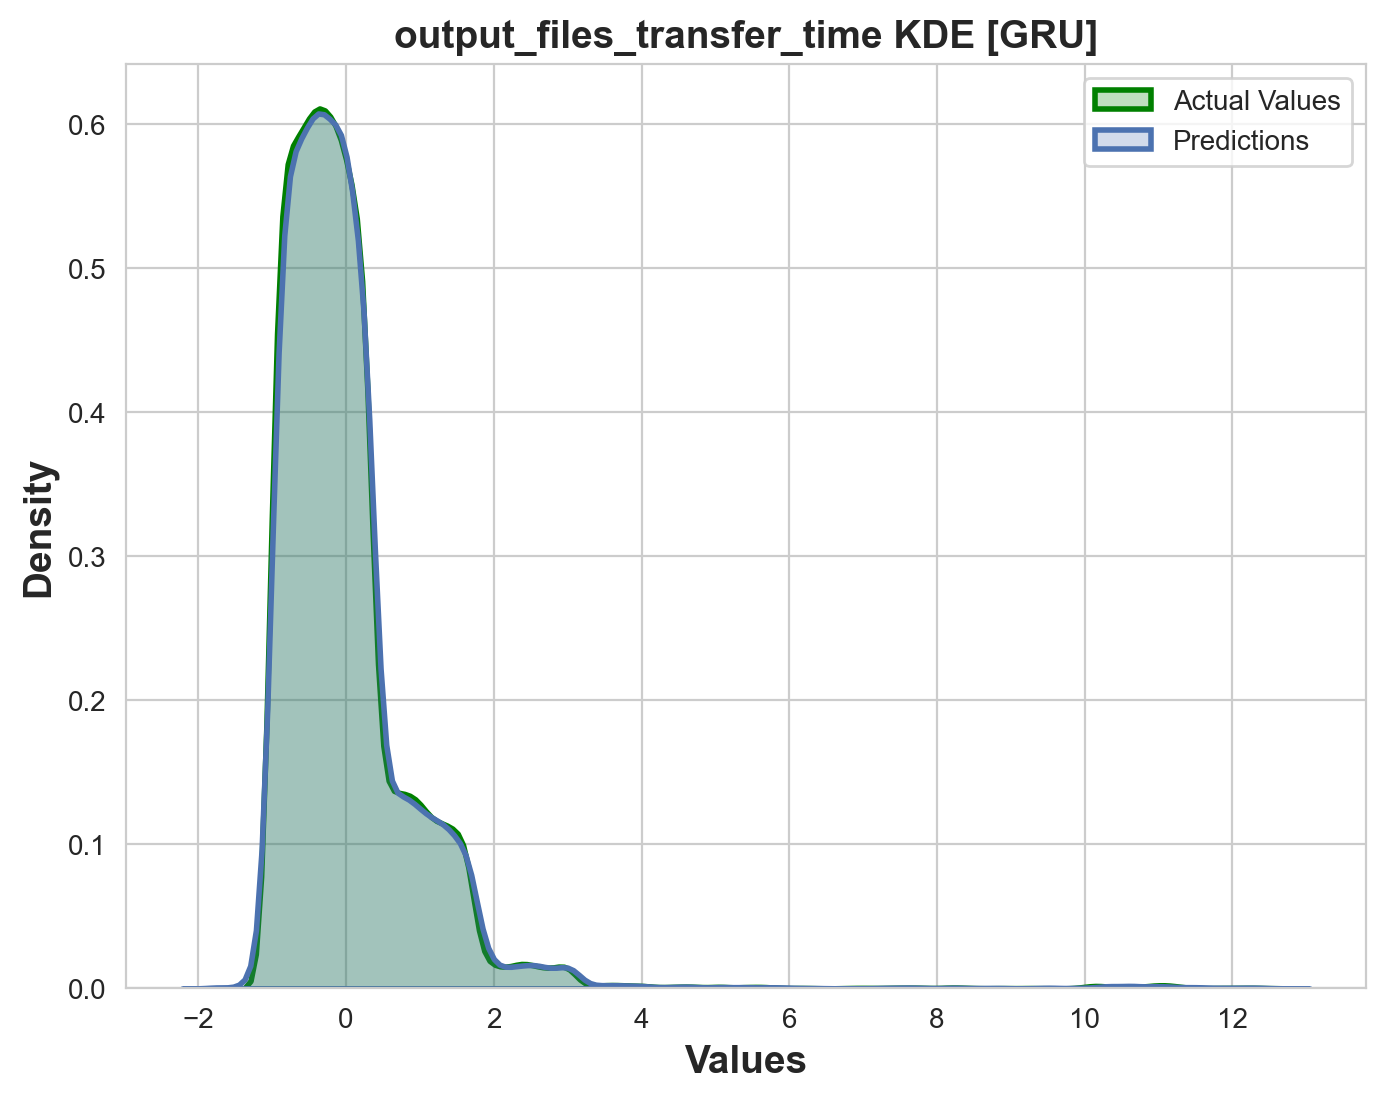 output_files_transfer_time KDE [GRU]
Actual Values
Predictions
0.6
0.5
0.4
0.3
0.2
0.1
0.0
Density
−2 0 2 4 6 8 10 12
Values